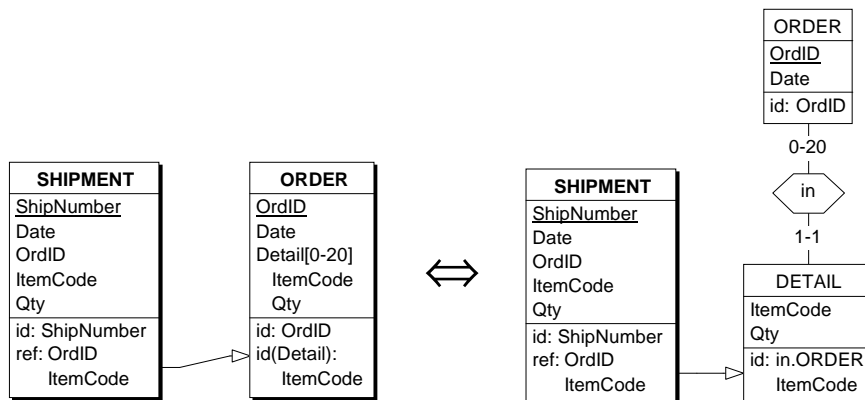 SHIPMENT
ShipNumber
Date
OrdID
ItemCode
Qty
id: ShipNumber
ref: OrdID
ItemCode
ORDER
OrdID
Date
Detail[0-20]
ItemCode
Qty
id: OrdID
id(Detail):
ItemCode
⇔
SHIPMENT
ShipNumber
Date
OrdID
ItemCode
Qty
id: ShipNumber
ref: OrdID
ItemCode
ORDER
OrdID
Date
id: OrdID
0-20
in
1-1
DETAIL
ItemCode
Qty
id: in.ORDER
ItemCode